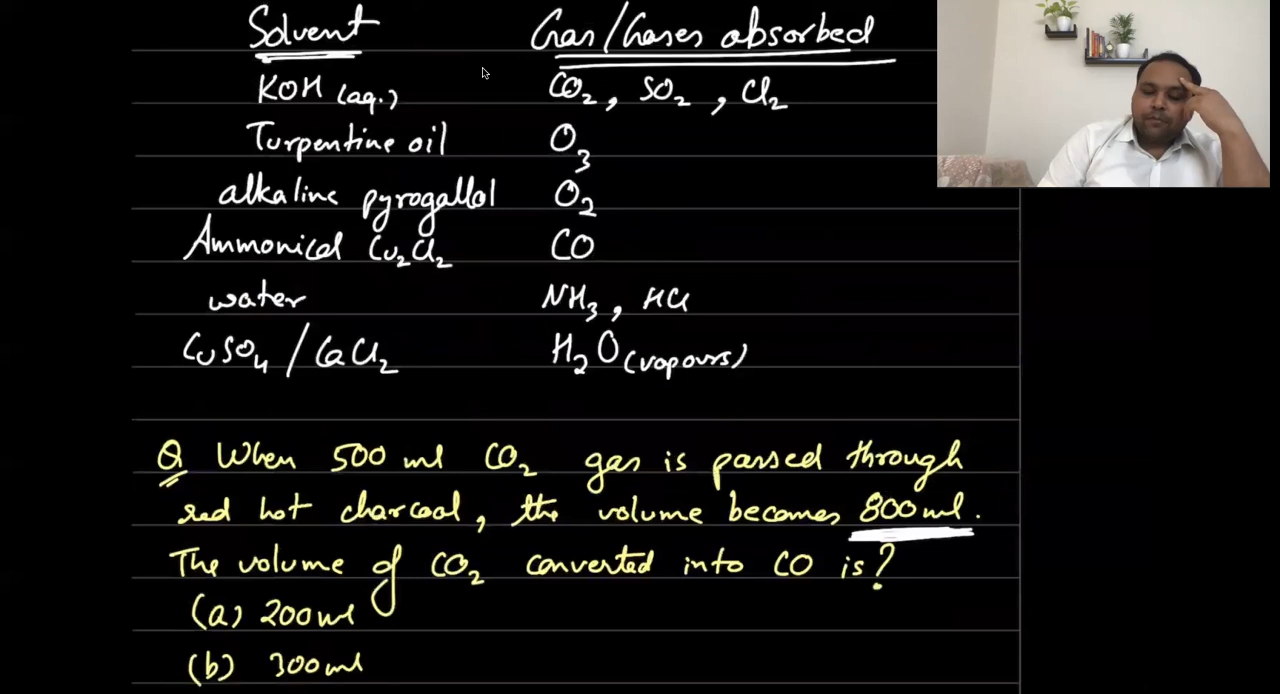 Solvent Gas/Gases absorbed
KOH (aq.) CO2, SO2, Cl2
Turpentine oil O3
alkaline pyrogallol O2
Ammonical Cu2Cl2 CO
water NH3, HCl
CuSO4 / CaCl2 H2O (vapours)
Q When 500 ml CO2 gas is passed through
red hot charcoal, the volume becomes 800 ml.
The volume of CO2 converted into CO is?
(a) 200 ml
(b) 300 ml